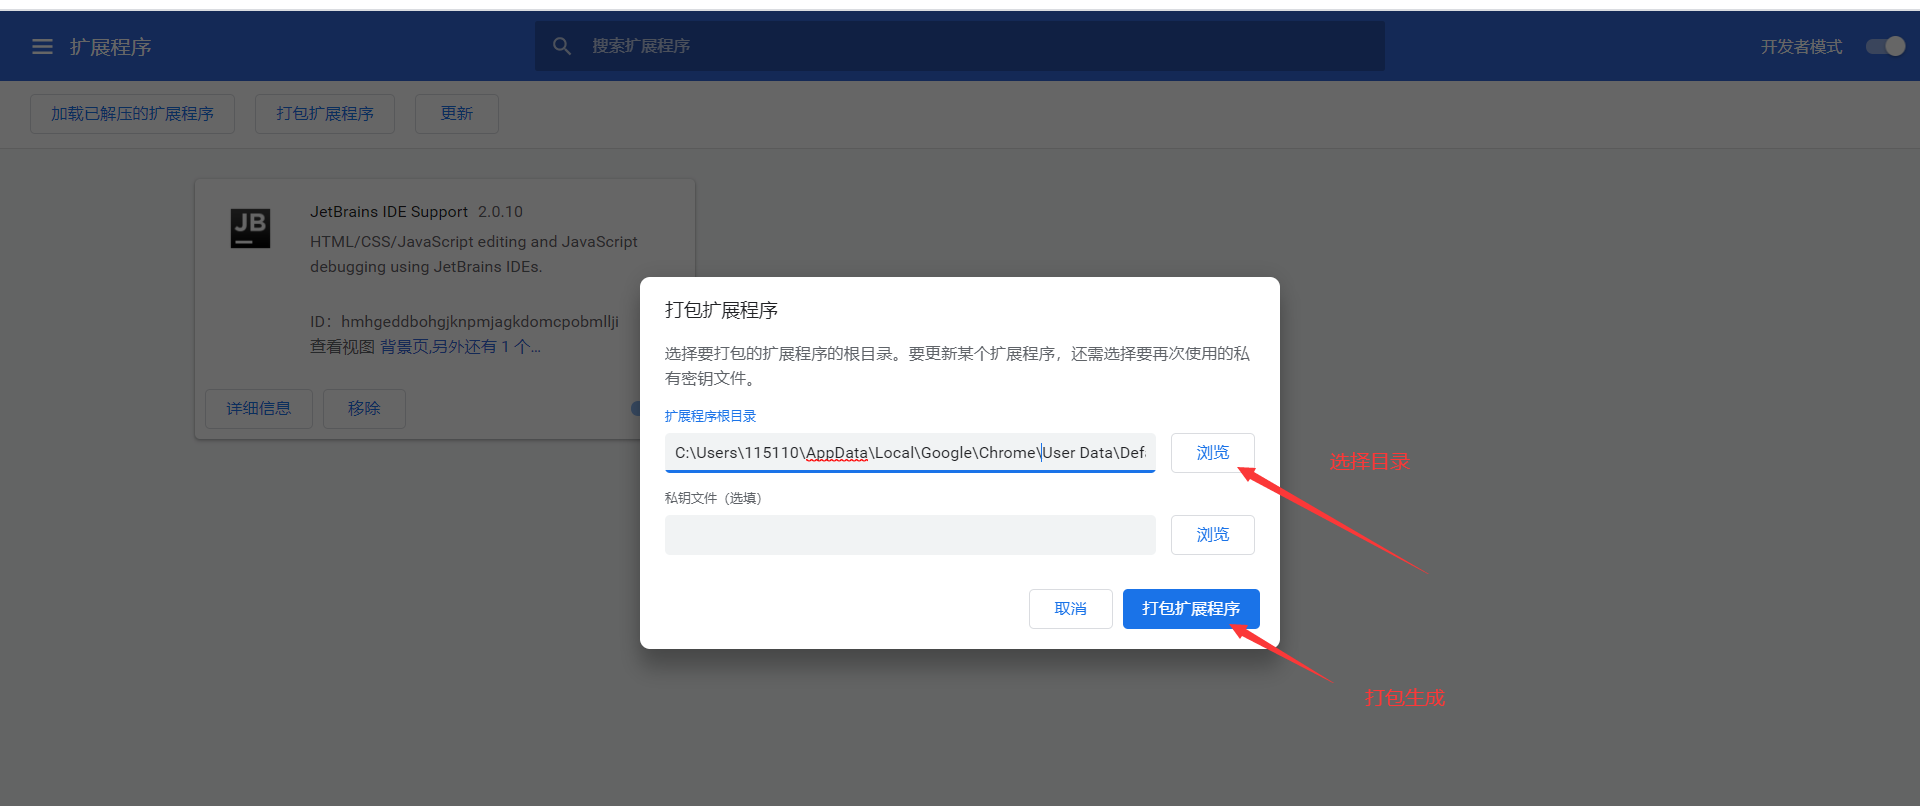 扩展程序
搜索扩展程序
开发者模式
加载已解压的扩展程序
打包扩展程序
更新
JB
JetBrains IDE Support 2.0.10
HTML/CSS/JavaScript editing and JavaScript
debugging using JetBrains IDEs.
ID：hmhgeddbohgjknpmjagkdomcpobmllji
查看视图 背景页,另外还有 1 个...
详细信息
移除
打包扩展程序
选择要打包的扩展程序的根目录。要更新某个扩展程序，还需选择要再次使用的私
有密钥文件。
扩展程序根目录
C:\Users\115110\AppData\Local\Google\Chrome\User Data\Defa
浏览
选择目录
私钥文件（选填）
浏览
取消
打包扩展程序
打包生成